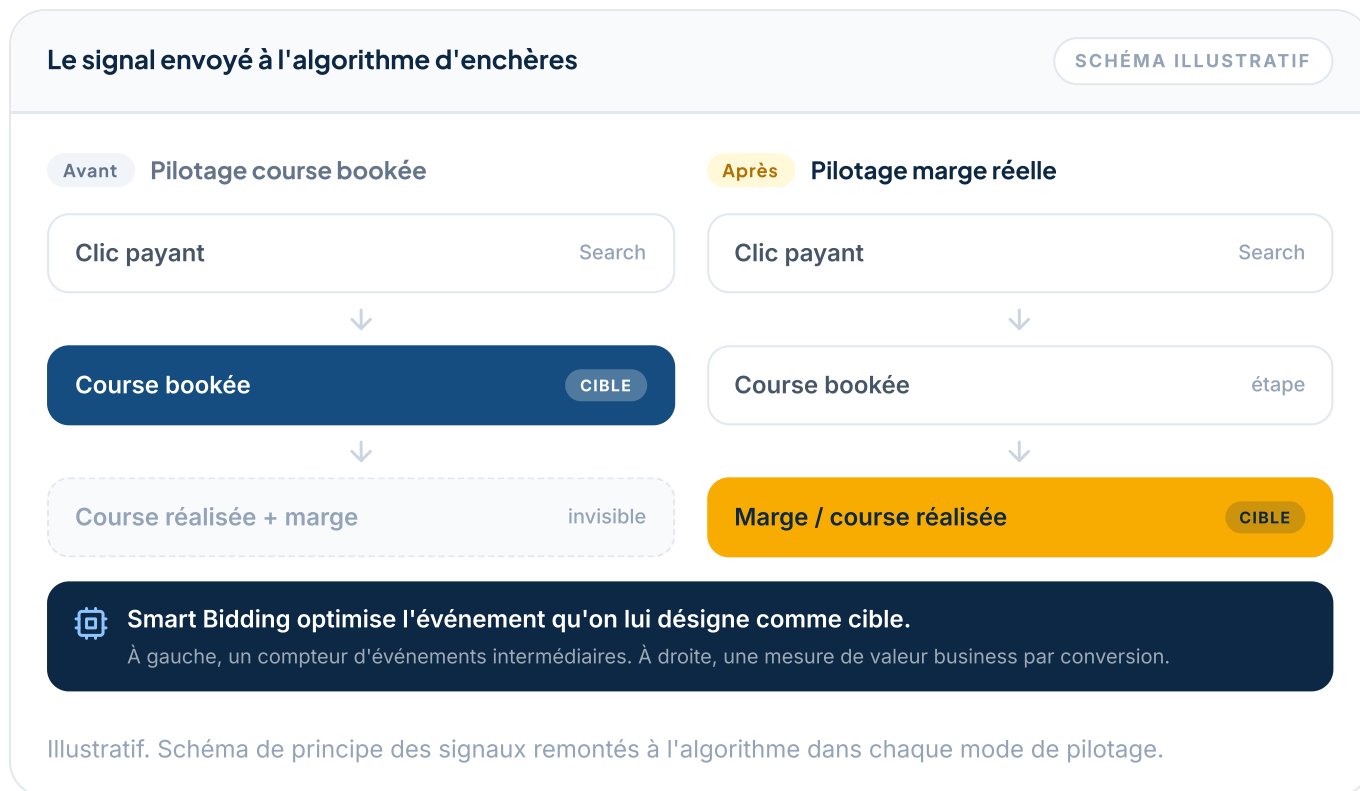 Le signal envoyé à l'algorithme d'enchères
SCHÉMA ILLUSTRATIF
Avant
Pilotage course bookée
Clic payant
Search
Course bookée
CIBLE
Course réalisée + marge
invisible
Après
Pilotage marge réelle
Clic payant
Search
Course bookée
étape
Marge / course réalisée
CIBLE
Smart Bidding optimise l'événement qu'on lui désigne comme cible.
À gauche, un compteur d'événements intermédiaires. À droite, une mesure de valeur business par conversion.
Illustratif. Schéma de principe des signaux remontés à l'algorithme dans chaque mode de pilotage.